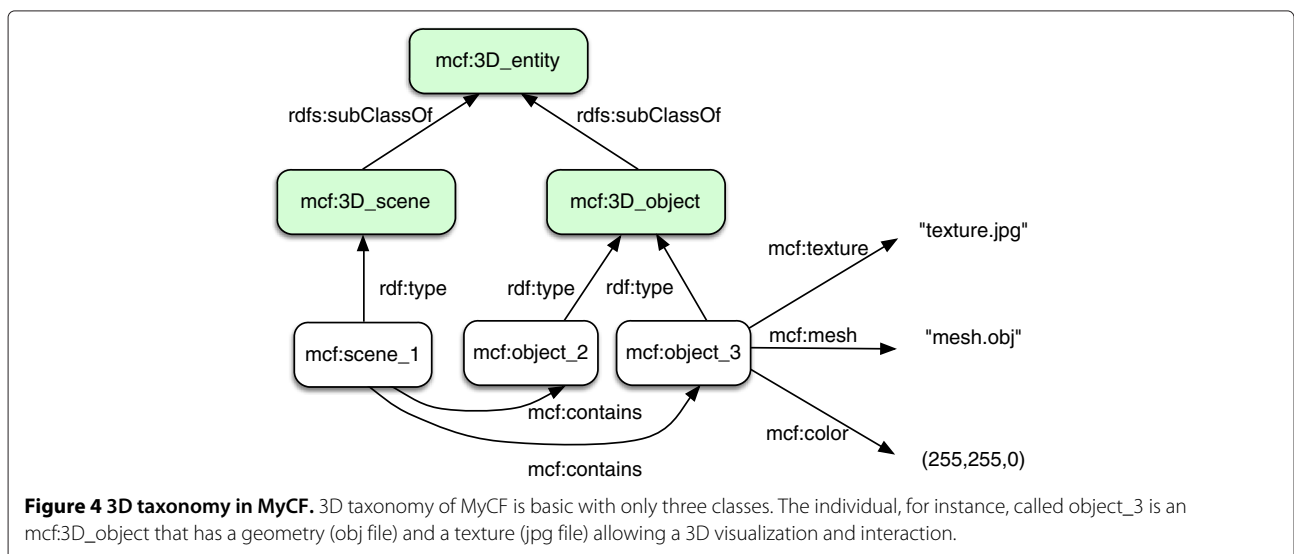 mcf:3D_entity
rdfs:subClassOf
rdfs:subClassOf
mcf:3D_scene
mcf:3D_object
"texture.jpg"
mcf:texture
rdf:type
rdf:type
rdf:type
mcf:scene_1
mcf:object_2
mcf:object_3
mcf:mesh
"mesh.obj"
mcf:contains
mcf:color
mcf:contains
(255,255,0)
Figure 4 3D taxonomy in MyCF. 3D taxonomy of MyCF is basic with only three classes. The individual, for instance, called object_3 is an
mcf:3D_object that has a geometry (obj file) and a texture (jpg file) allowing a 3D visualization and interaction.